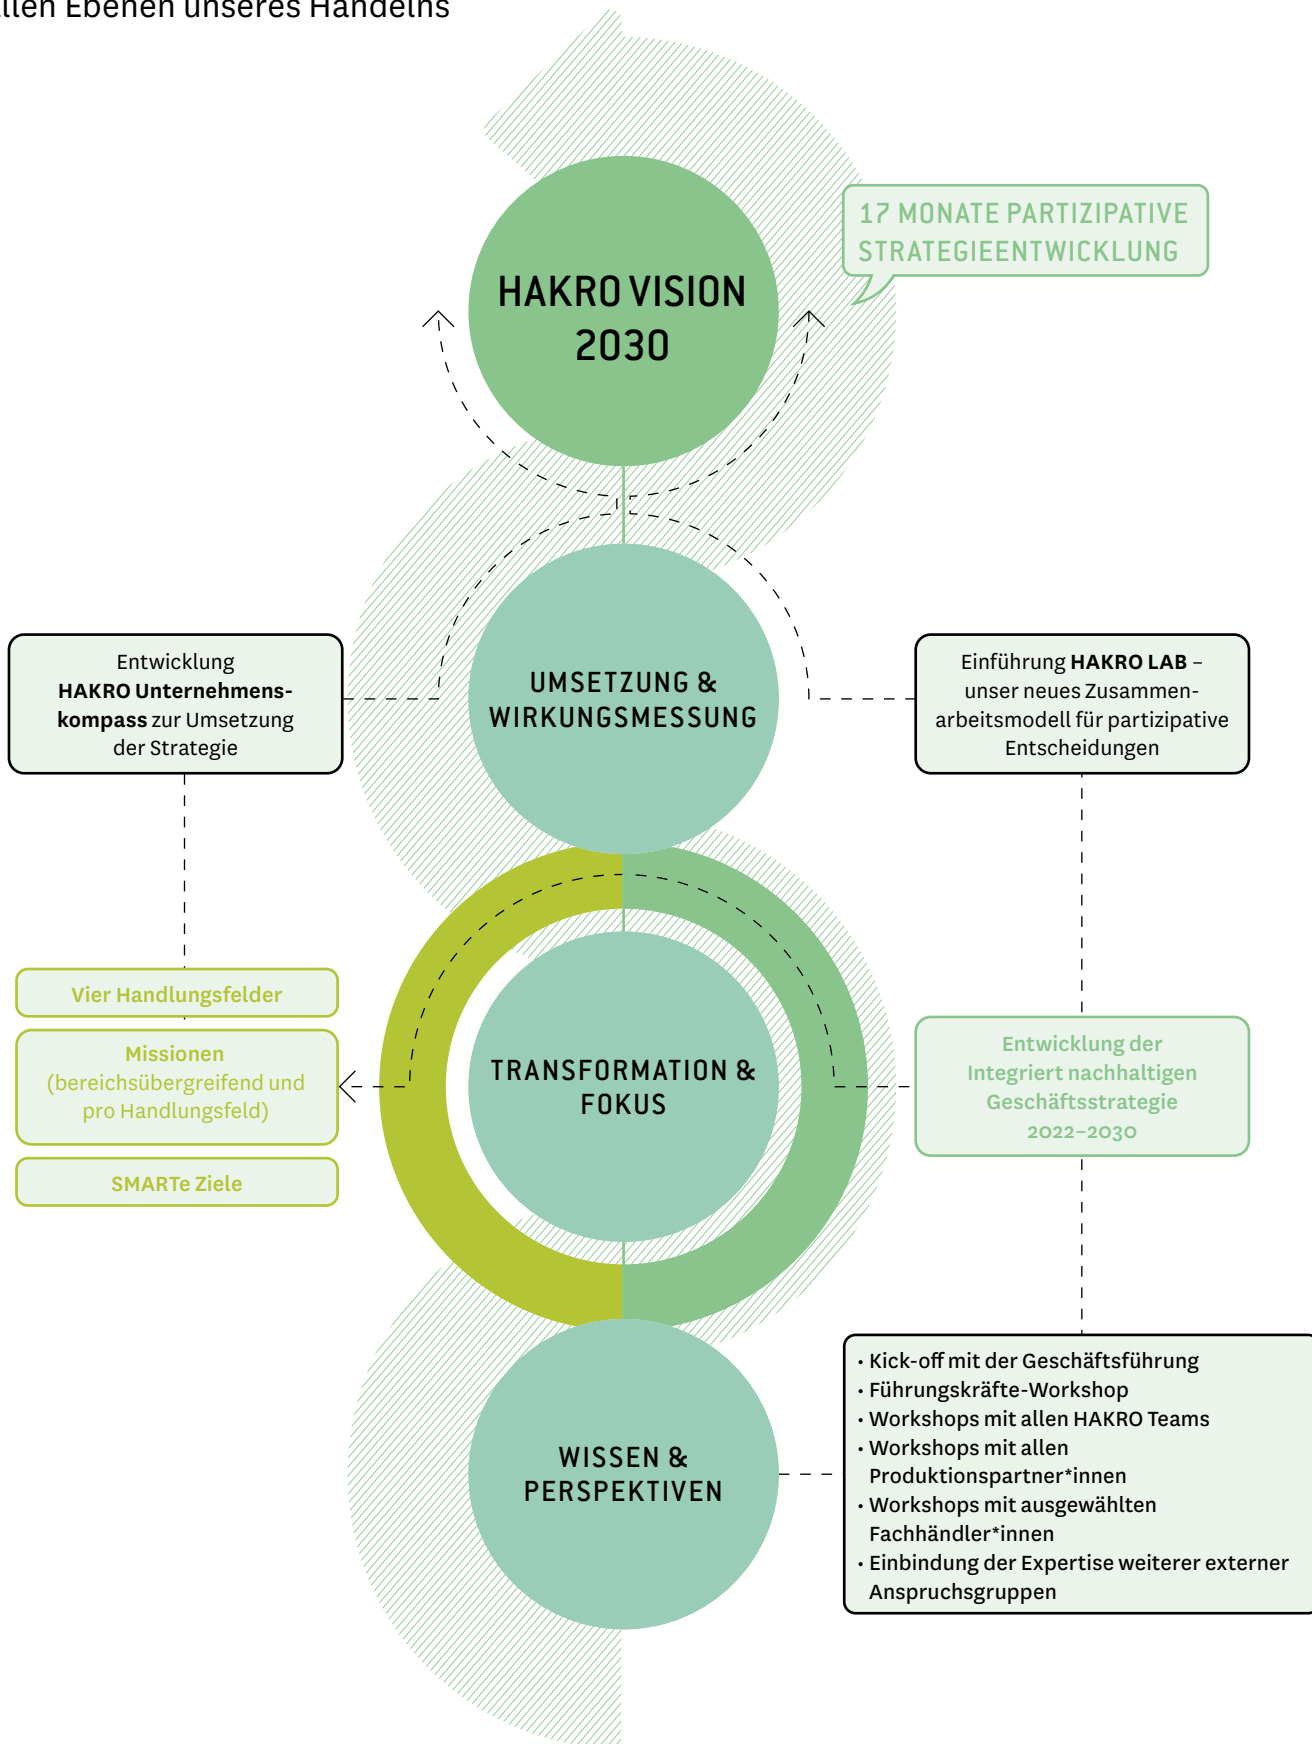 allen Ebenen unseres Handelns
17 MONATE PARTIZIPATIVE
STRATEGIEENTWICKLUNG
HAKRO VISION
2030
Entwicklung
HAKRO Unternehmens-
kompass zur Umsetzung
der Strategie
UMSETZUNG &
WIRKUNGSMESSUNG
Einführung HAKRO LAB –
unser neues Zusammen-
arbeitsmodell für partizipative
Entscheidungen
Vier Handlungsfelder
Missionen
(bereichsübergreifend und
pro Handlungsfeld)
SMARTe Ziele
TRANSFORMATION &
FOKUS
Entwicklung der
Integriert nachhaltigen
Geschäftsstrategie
2022–2030
WISSEN &
PERSPEKTIVEN
• Kick-off mit der Geschäftsführung
• Führungskräfte-Workshop
• Workshops mit allen HAKRO Teams
• Workshops mit allen
Produktionspartner*innen
• Workshops mit ausgewählten
Fachhändler*innen
• Einbindung der Expertise weiterer externer
Anspruchsgruppen